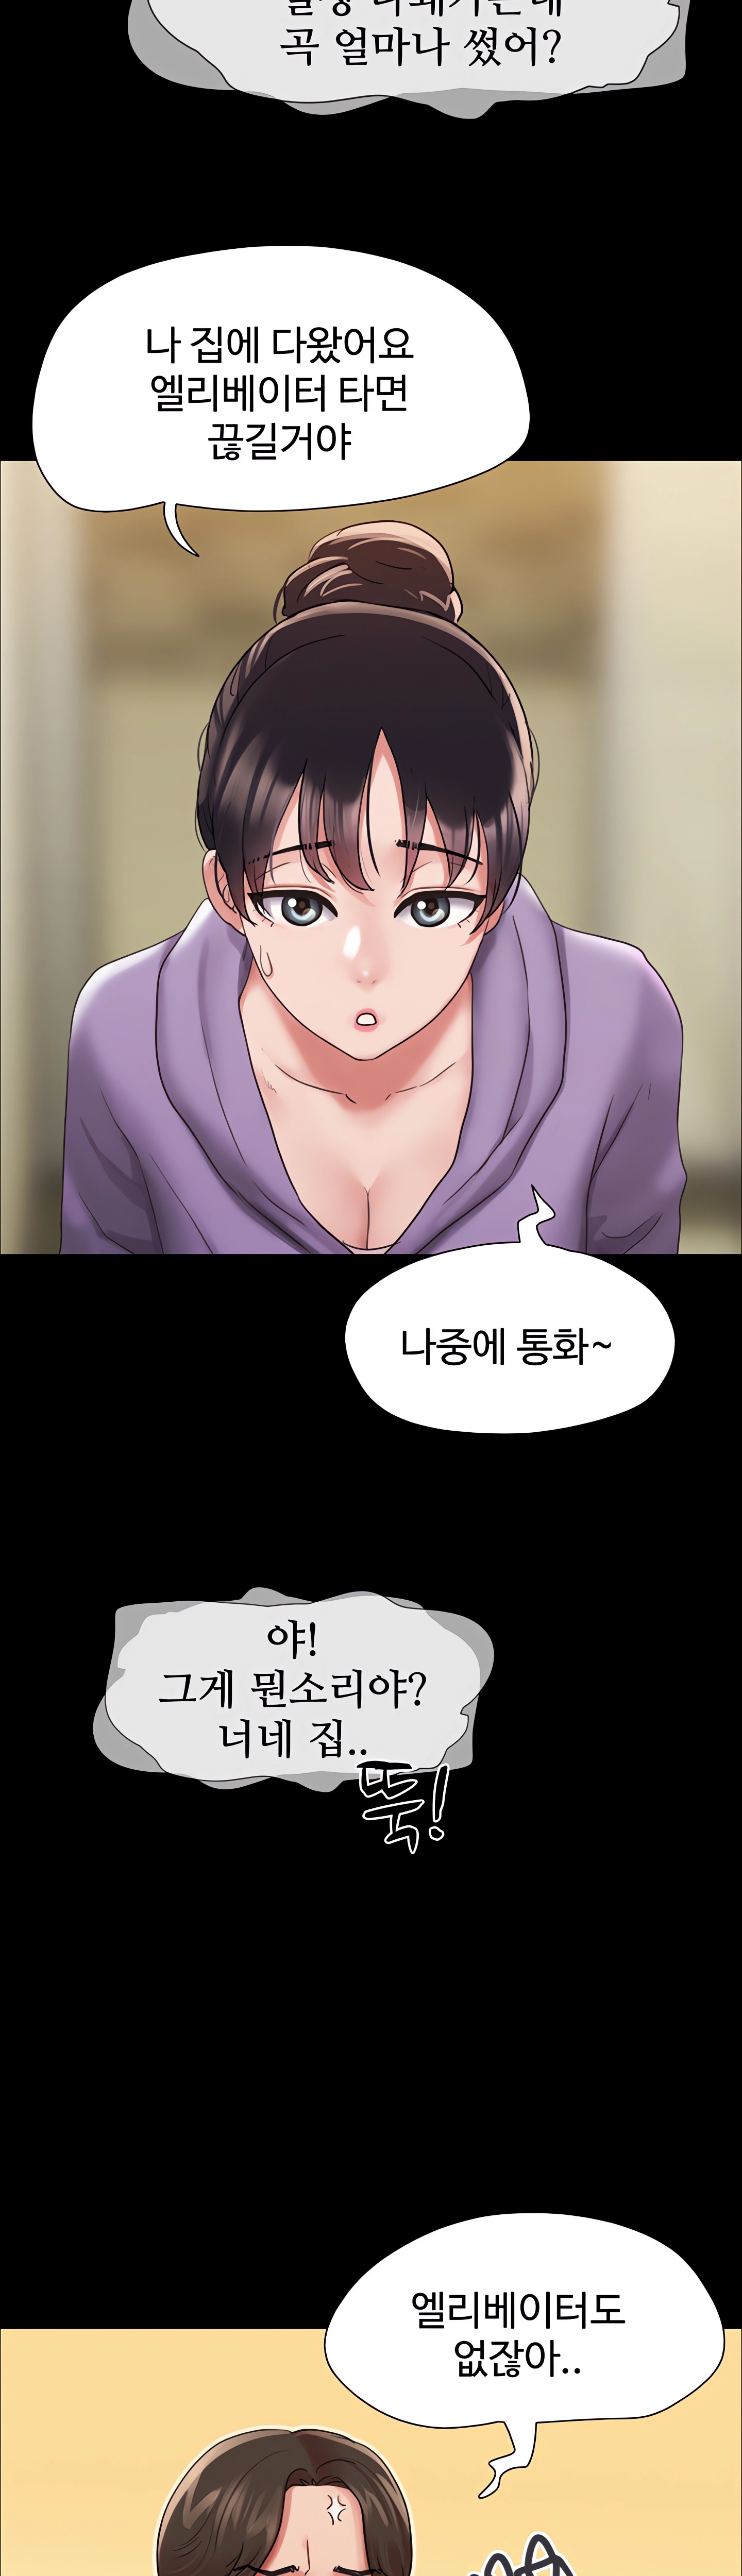 곡 얼마나 썼어?
나 집에 다왔어요
엘리베이터 타면
끊길거야
나중에 통화~
야!
그게 뭔소리야?
너네 집..
뚝!
엘리베이터도
없잖아..